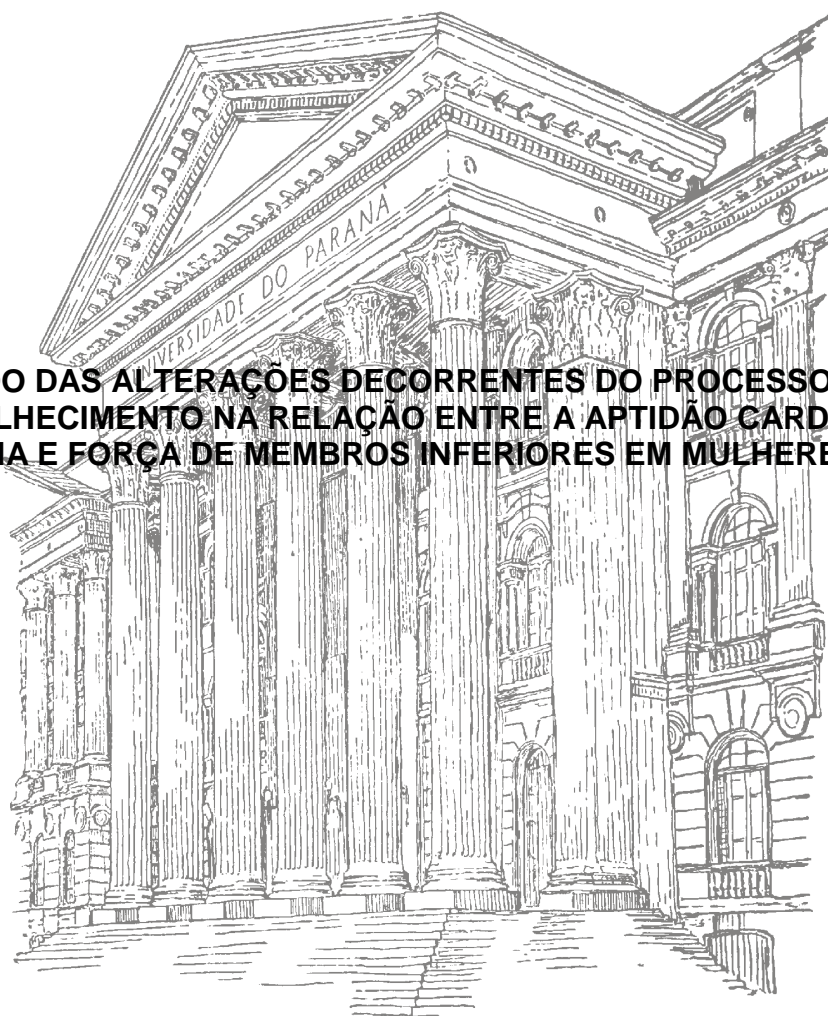 UNIVERSIDADE DO PARANÁ
O DAS ALTERAÇÕES DECORRENTES DO PROCESSO
LHECIMENTO NA RELAÇÃO ENTRE A APTIDÃO CARD
IA E FORÇA DE MEMBROS INFERIORES EM MULHERE